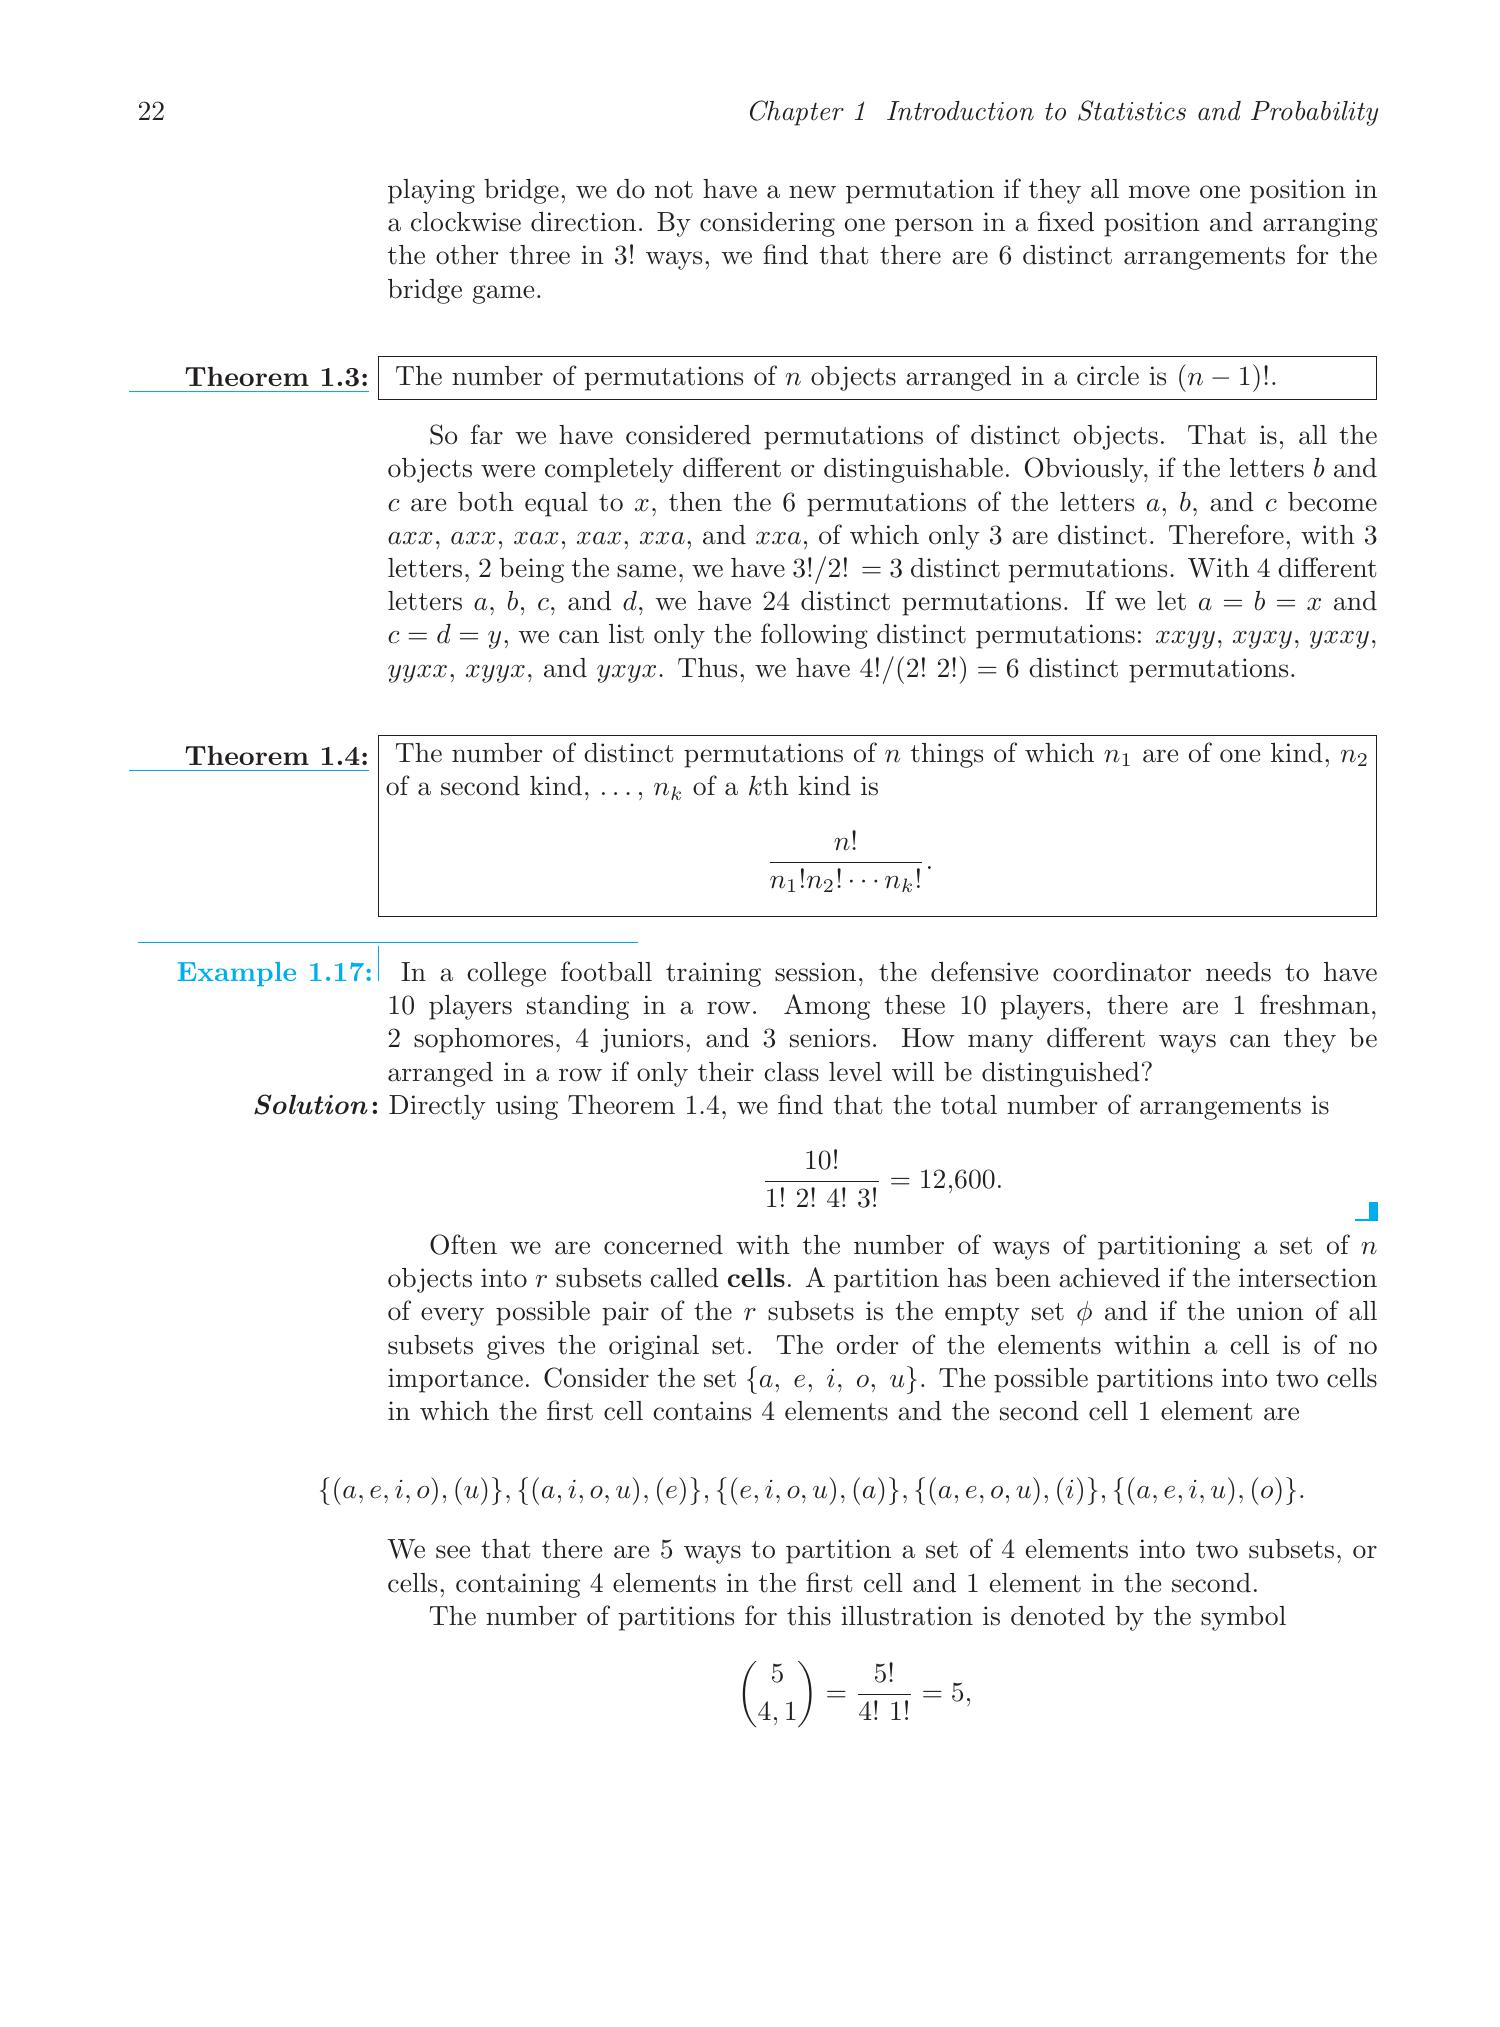 22 Chapter 1 Introduction to Statistics and Probability
playing bridge, we do not have a new permutation if they all move one position in
a clockwise direction. By considering one person in a fixed position and arranging
the other three in 3! ways, we find that there are 6 distinct arrangements for the
bridge game.
Theorem 1.3: The number of permutations of n objects arranged in a circle is (n − 1)!.
So far we have considered permutations of distinct objects. That is, all the
objects were completely different or distinguishable. Obviously, if the letters b and
c are both equal to x, then the 6 permutations of the letters a, b, and c become
axx, axx, xax, xax, xxa, and xxa, of which only 3 are distinct. Therefore, with 3
letters, 2 being the same, we have 3!/2! = 3 distinct permutations. With 4 different
letters a, b, c, and d, we have 24 distinct permutations. If we let a = b = x and
c = d = y, we can list only the following distinct permutations: xxyy, xyxy, yxxy,
yyxx, xyyx, and yxyx. Thus, we have 4!/(2! 2!) = 6 distinct permutations.
Theorem 1.4: The number of distinct permutations of n things of which n₁ are of one kind, n₂
of a second kind, . . . , nₖ of a kth kind is
n!
n₁!n₂! · · · nₖ!.
Example 1.17: In a college football training session, the defensive coordinator needs to have
10 players standing in a row. Among these 10 players, there are 1 freshman,
2 sophomores, 4 juniors, and 3 seniors. How many different ways can they be
arranged in a row if only their class level will be distinguished?
Solution: Directly using Theorem 1.4, we find that the total number of arrangements is
10!
1! 2! 4! 3! = 12,600.
Often we are concerned with the number of ways of partitioning a set of n
objects into r subsets called cells. A partition has been achieved if the intersection
of every possible pair of the r subsets is the empty set ϕ and if the union of all
subsets gives the original set. The order of the elements within a cell is of no
importance. Consider the set {a, e, i, o, u}. The possible partitions into two cells
in which the first cell contains 4 elements and the second cell 1 element are
{(a, e, i, o), (u)}, {(a, i, o, u), (e)}, {(e, i, o, u), (a)}, {(a, e, o, u), (i)}, {(a, e, i, u), (o)}.
We see that there are 5 ways to partition a set of 4 elements into two subsets, or
cells, containing 4 elements in the first cell and 1 element in the second.
The number of partitions for this illustration is denoted by the symbol
(5
4, 1) = 5!
4! 1! = 5,